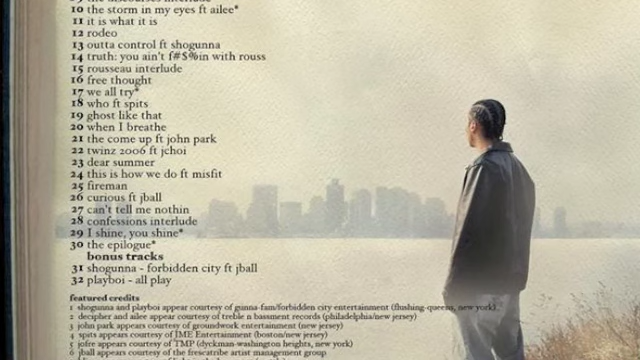 10 the storm in my eyes ft ailee*
11 it is what it is
12 rodeo
13 outta control ft shogunna
14 truth: you ain't f#$%in with rouss
15 rousseau interlude
16 free thought
17 we all try*
18 who ft spits
19 ghost like that
20 when I breathe
21 the come up ft john park
22 twinz 2006 ft jchoi
23 dear summer
24 this is how we do ft misfit
25 fireman
26 curious ft jball
27 can't tell me nothin
28 confessions interlude
29 I shine, you shine*
30 the epilogue*
bonus tracks
31 shogunna - forbidden city ft jball
32 playboi - all play
featured credits
1 shogunna and playboi appear courtesy of gunna-fam/forbidden city entertainment (flushing-queens, new york)
2 decipher and ailee appear courtesy of treble n bassment records (philadelphia/new jersey)
3 john park appears courtesy of groundwork entertainment (new jersey)
4 spits appears courtesy of JME Entertainment (boston/new jersey)
5 jofre appears courtesy of TMP (dyckman-washington heights, new york)
6 jball appears courtesy of the frescatribe artist management group